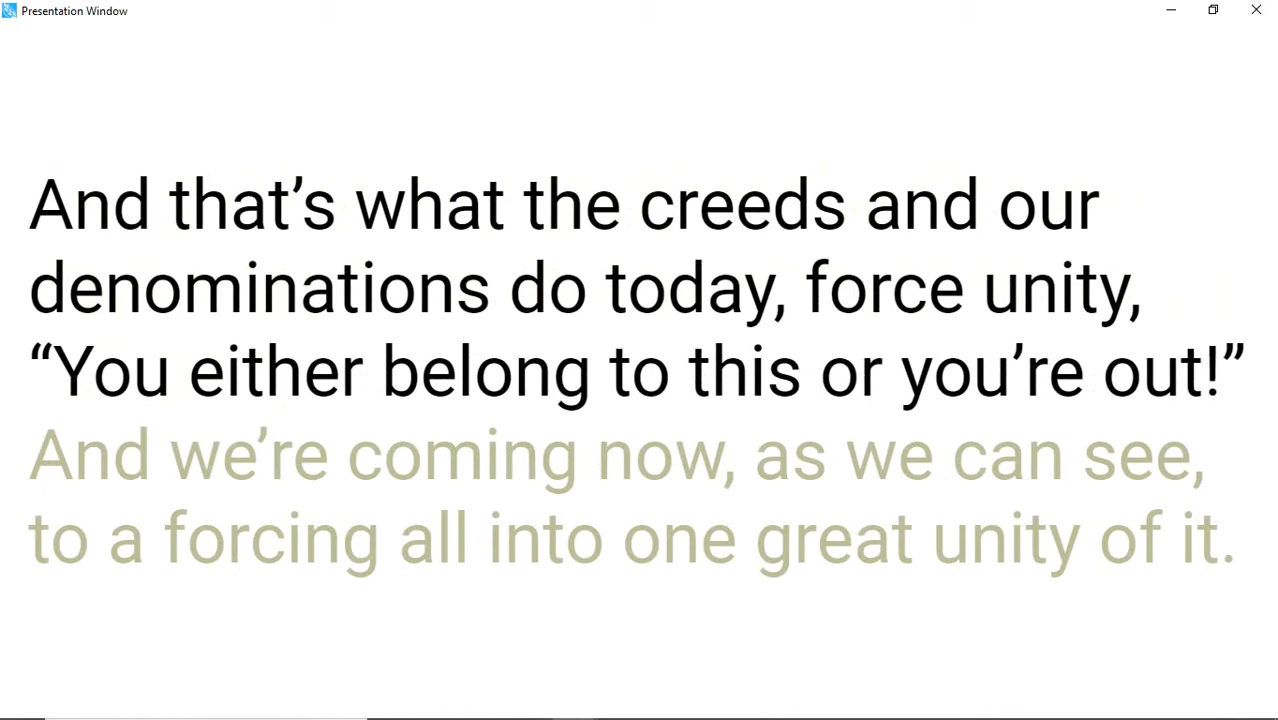 Presentation Window
And that’s what the creeds and our
denominations do today, force unity,
“You either belong to this or you’re out!”
And we’re coming now, as we can see,
to a forcing all into one great unity of it.